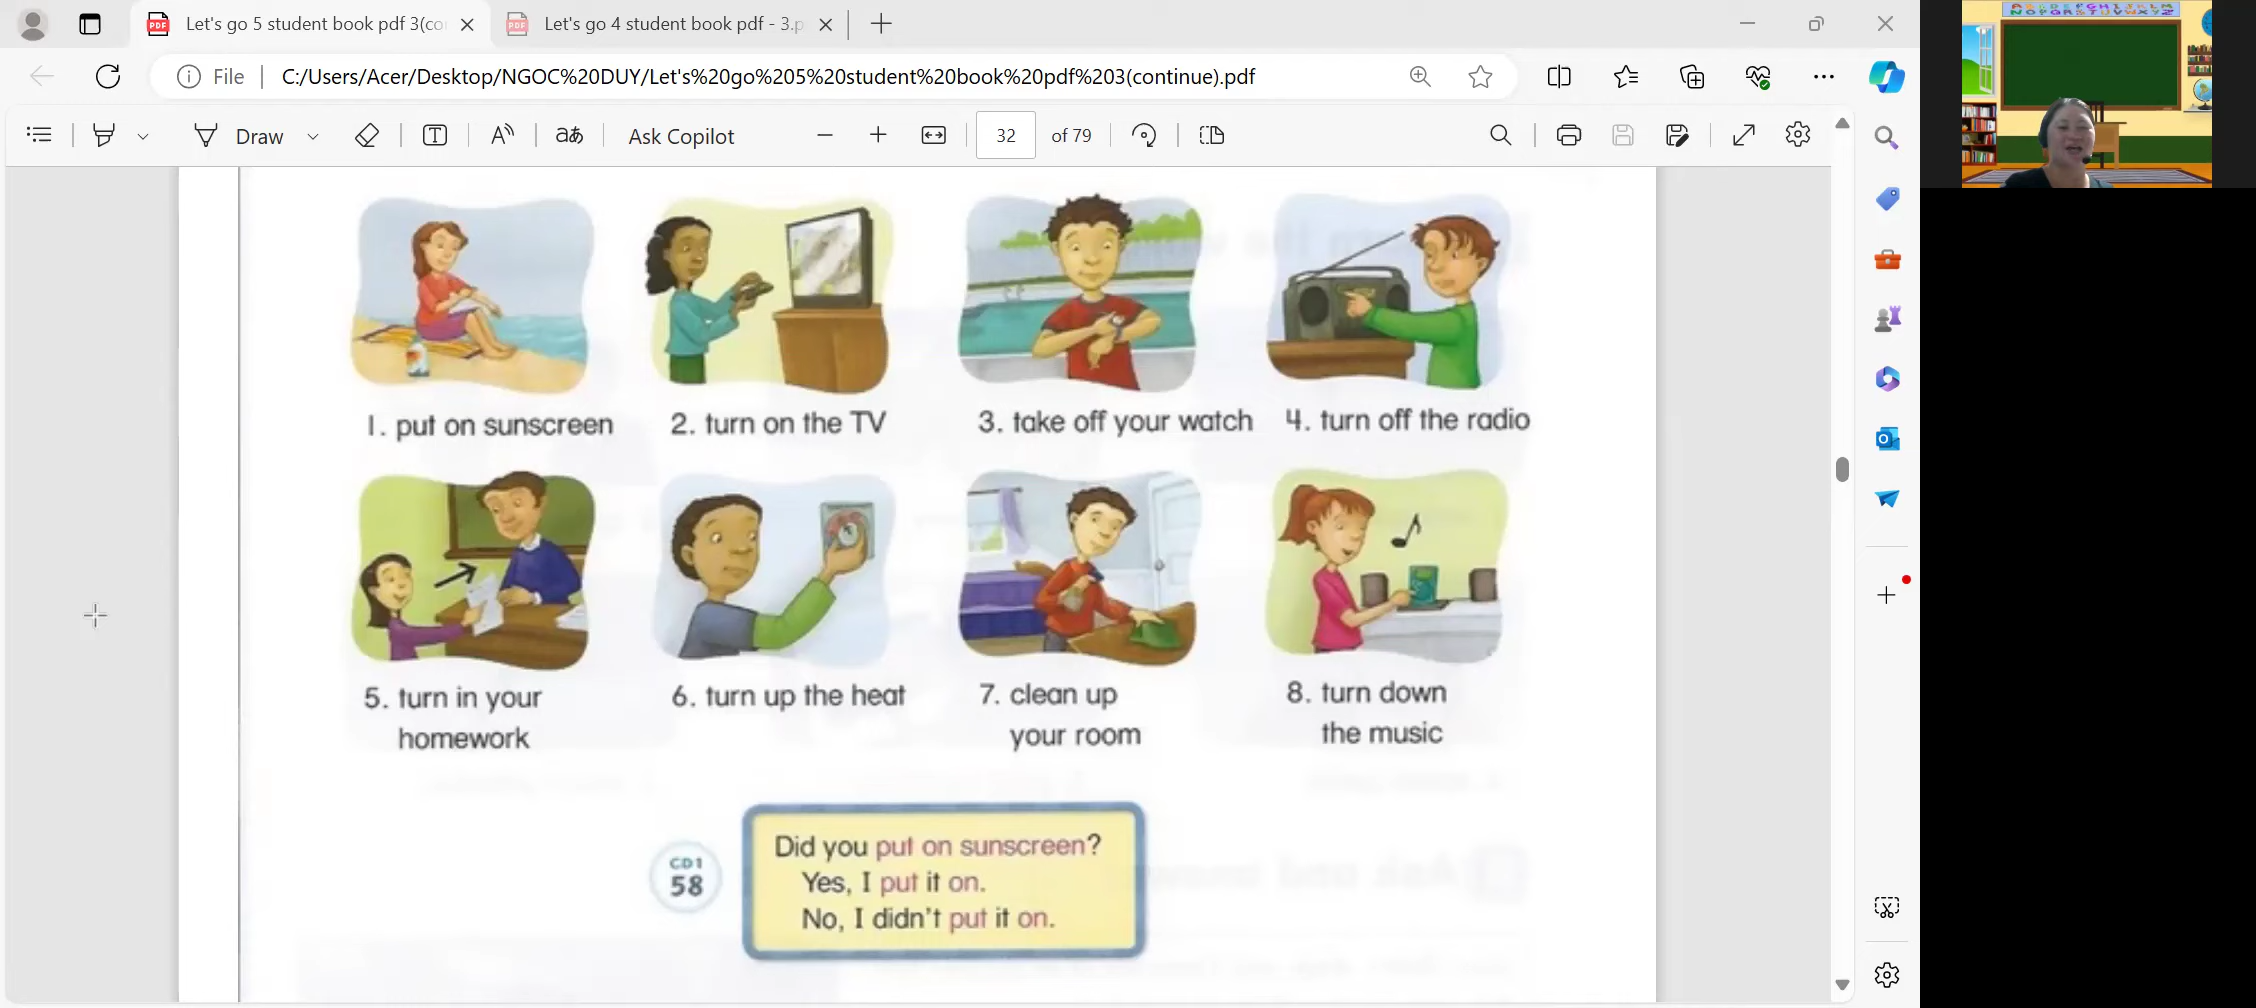 Let's go 5 student book pdf 3(co
Let's go 4 student book pdf - 3.p
File
C:/Users/Acer/Desktop/NGOC%20DUY/Let's%20go%205%20student%20book%20pdf%203(continue).pdf
Draw
Ask Copilot
32
of 79
1. put on sunscreen
2. turn on the TV
3. take off your watch
4. turn off the radio
5. turn in your
homework
6. turn up the heat
7. clean up
your room
8. turn down
the music
CD1
58
Did you put on sunscreen?
Yes, I put it on.
No, I didn't put it on.